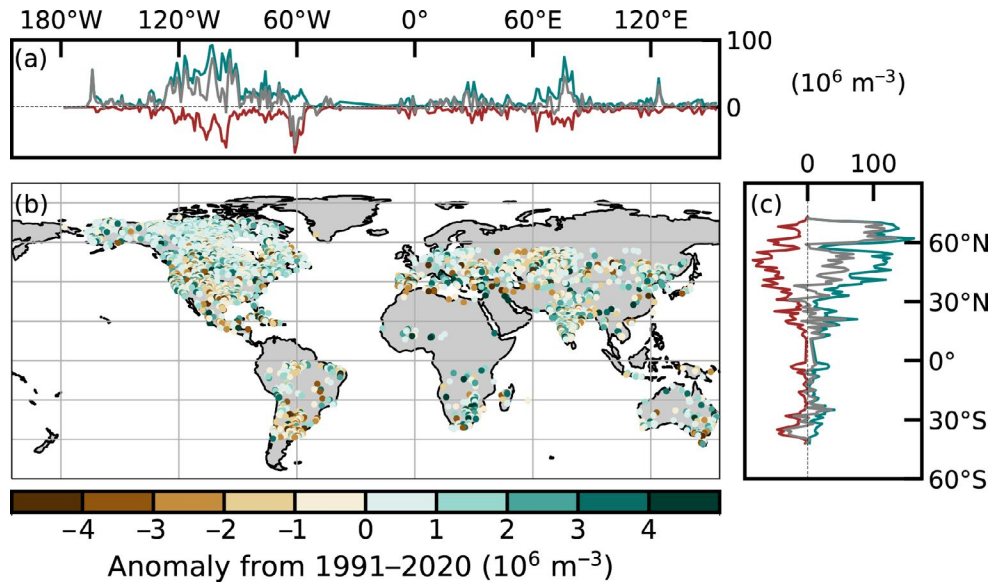 180°W 120°W 60°W 0° 60°E 120°E
(a)
100
0
(10⁶ m⁻³)
(b)
0 100
(c)
60°N
30°N
0°
30°S
60°S
−4 −3 −2 −1 0 1 2 3 4
Anomaly from 1991–2020 (10⁶ m⁻³)